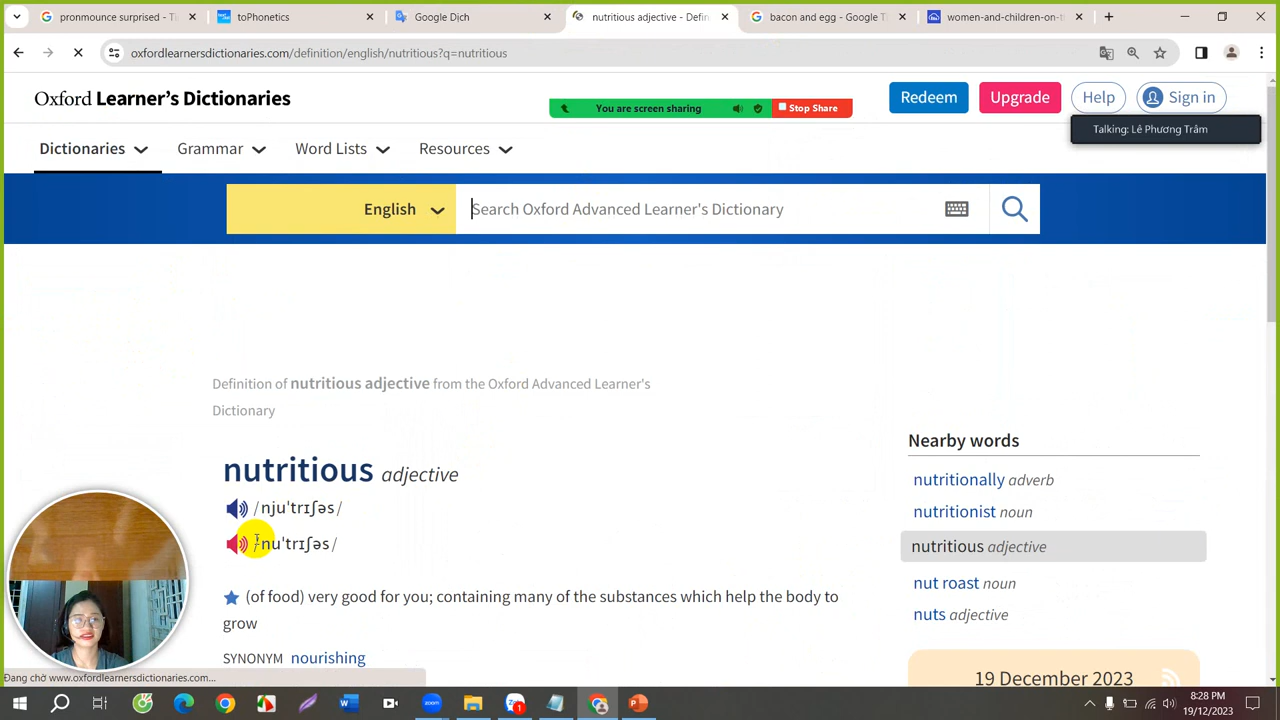 pronmounce surprised - Ti
toPhonetics
Google Dịch
nutritious adjective - Defin
bacon and egg - Google T
women-and-children-on-t
oxfordlearnersdictionaries.com/definition/english/nutritious?q=nutritious
Oxford Learner's Dictionaries
You are screen sharing
Stop Share
Redeem
Upgrade
Help
Sign in
Talking: Lê Phương Trâm
Dictionaries
Grammar
Word Lists
Resources
English
Search Oxford Advanced Learner's Dictionary
Definition of nutritious adjective from the Oxford Advanced Learner's
Dictionary
nutritious adjective
/njuˈtrɪʃəs/
/nuˈtrɪʃəs/
(of food) very good for you; containing many of the substances which help the body to
grow
SYNONYM nourishing
Nearby words
nutritionally adverb
nutritionist noun
nutritious adjective
nut roast noun
nuts adjective
19 December 2023
Đang chờ www.oxfordlearnersdictionaries.com...
8:28 PM
19/12/2023